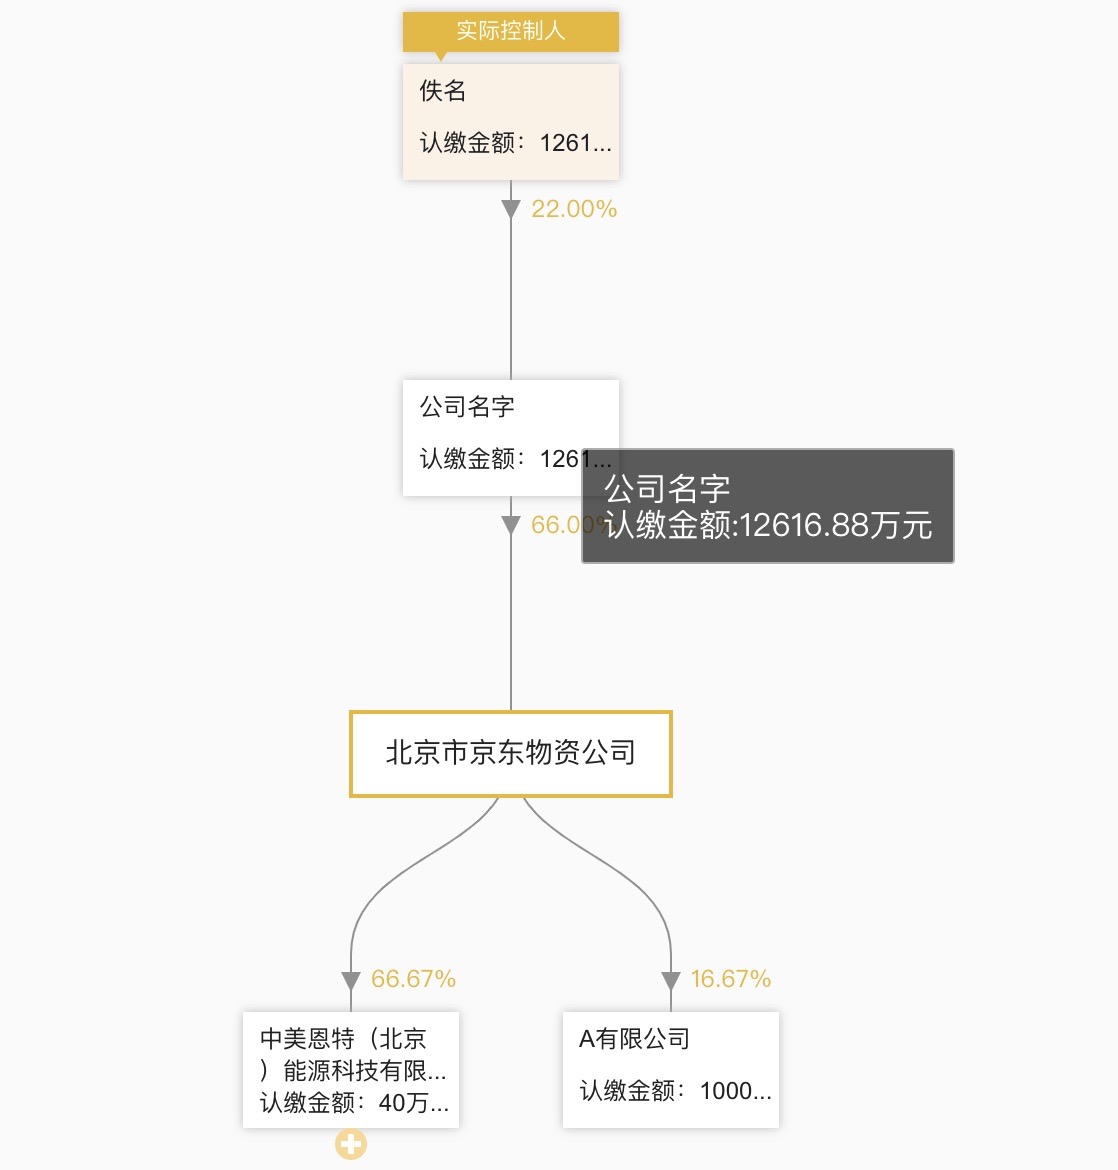 实际控制人
佚名
认缴金额：1261...
22.00%
公司名字
认缴金额：1261...
公司名字
认缴金额:12616.88万元
66.00%
北京市京东物资公司
66.67%
16.67%
中美恩特（北京
）能源科技有限...
认缴金额：40万...
A有限公司
认缴金额：1000...